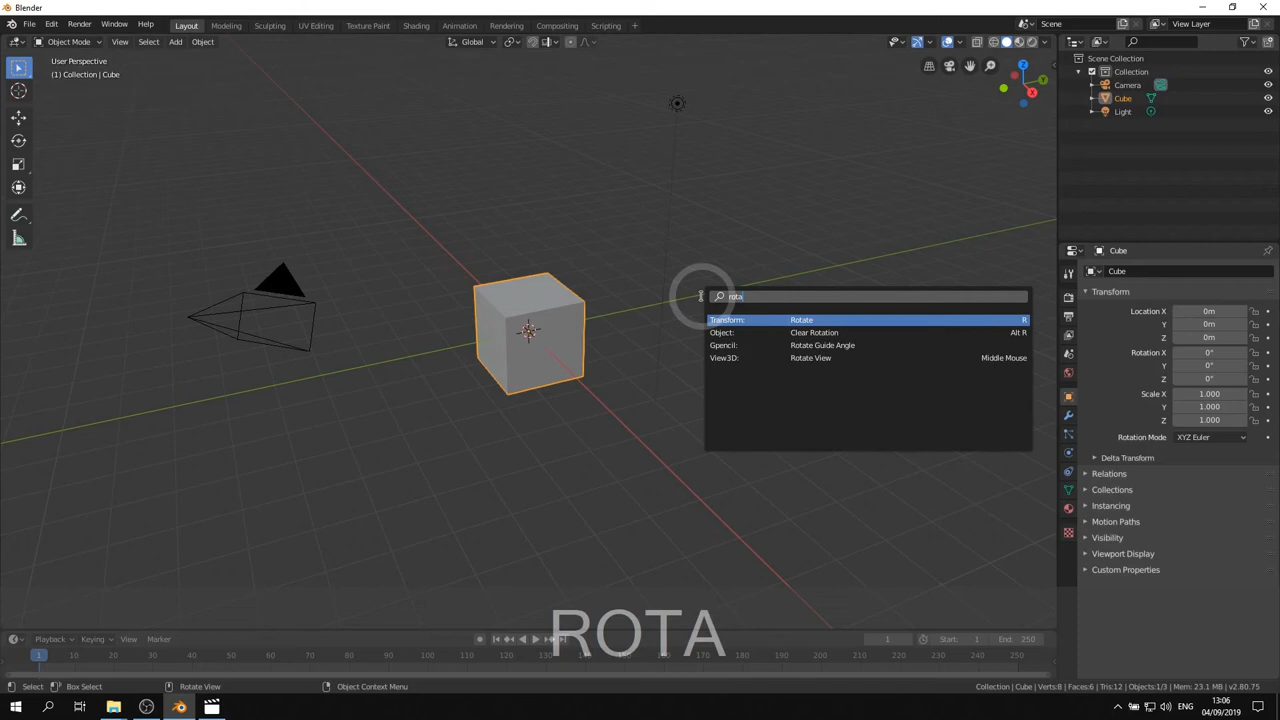 Blender
File Edit Render Window Help
Layout Modeling Sculpting UV Editing Texture Paint Shading Animation Rendering Compositing Scripting +
Scene
View Layer
Object Mode View Select Add Object
Global
User Perspective
(1) Collection | Cube
Z
Y
X
Scene Collection
Collection
Camera
Cube
Light
rota
Transform: Rotate R
Object: Clear Rotation Alt R
Gpencil: Rotate Guide Angle
View3D: Rotate View Middle Mouse
Cube
Cube
Transform
Location X 0m
Y 0m
Z 0m
Rotation X 0°
Y 0°
Z 0°
Scale X 1.000
Y 1.000
Z 1.000
Rotation Mode XYZ Euler
Delta Transform
Relations
Collections
Instancing
Motion Paths
Visibility
Viewport Display
Custom Properties
ROTA
Playback Keying View Marker
1 Start: 1 End: 250
1 10 20 30 40 50 60 70 80 90 100 110 120 130 140 150 160 170 180 190 200 210 220 230 240 250
Select Box Select Rotate View Object Context Menu
Collection | Cube | Verts:8 | Faces:6 | Tris:12 | Objects:1/3 | Mem: 23.1 MB | v2.80.75
ENG
13:06
04/09/2019